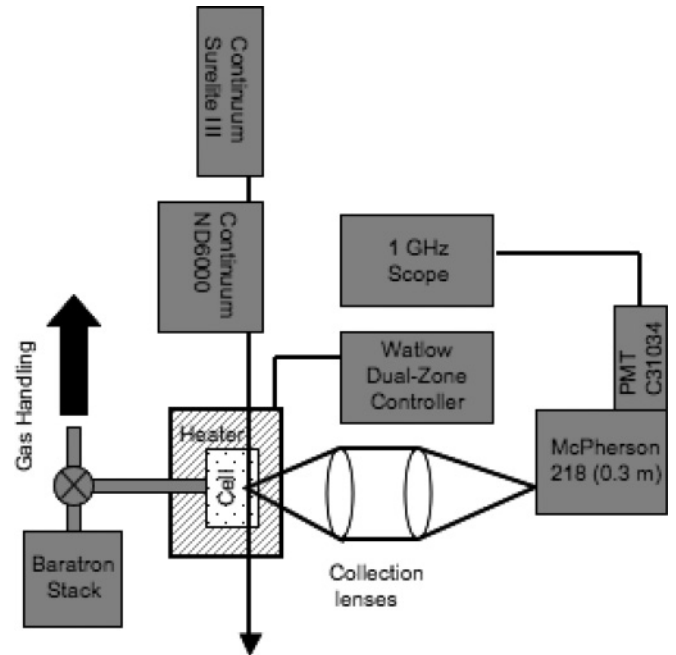 Continuum
Surelite III
Continuum
ND6000
1 GHz
Scope
PMT
C31034
Gas Handling
Watlow
Dual-Zone
Controller
Heater
Cell
McPherson
218 (0.3 m)
Baratron
Stack
Collection
lenses